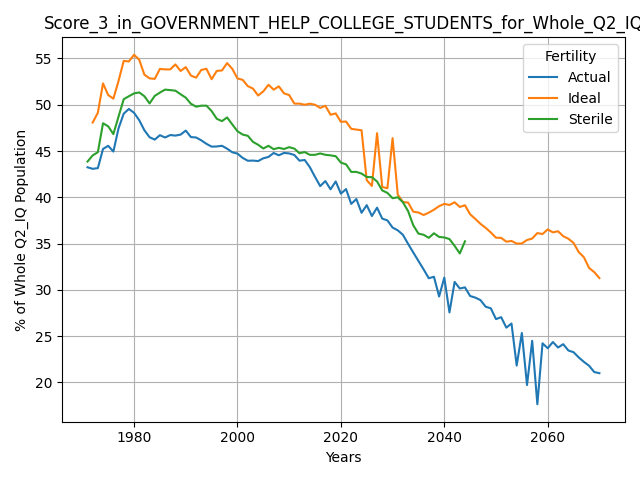 Score_3_in_GOVERNMENT_HELP_COLLEGE_STUDENTS_for_Whole_Q2_IQ
Fertility
Actual
Ideal
Sterile
% of Whole Q2_IQ Population
55
50
45
40
35
30
25
20
1980 2000 2020 2040 2060
Years